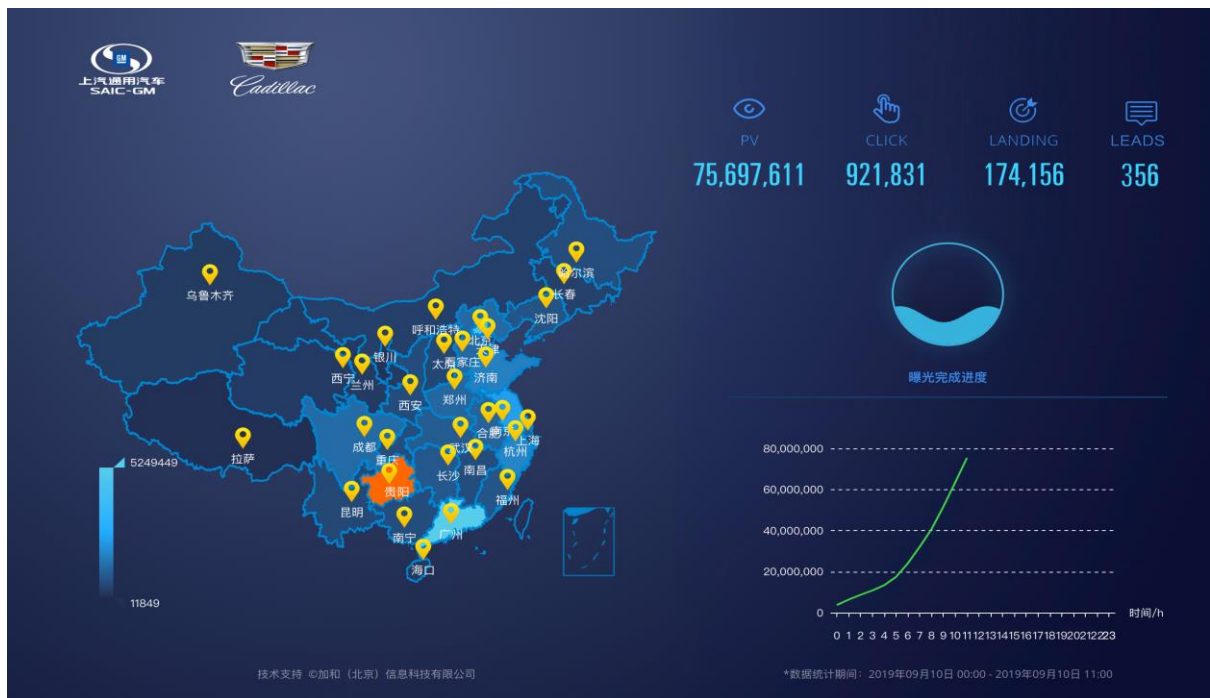 GM
上汽通用汽车
SAIC-GM
Cadillac
PV
CLICK
LANDING
LEADS
75,697,611
921,831
174,156
356
曝光完成进度
哈尔滨
长春
沈阳
乌鲁木齐
呼和浩特
北京
天津
银川
太原
石家庄
济南
西宁
兰州
西安
郑州
合肥
南京
上海
成都
武汉
杭州
重庆
拉萨
长沙
南昌
贵阳
福州
昆明
南宁
广州
海口
5249449
11849
80,000,000
60,000,000
40,000,000
20,000,000
0
时间/h
0 1 2 3 4 5 6 7 8 9 10 11 12 13 14 15 16 17 18 19 20 21 22 23
技术支持 ©加和（北京）信息科技有限公司
*数据统计期间：2019年09月10日 00:00 - 2019年09月10日 11:00